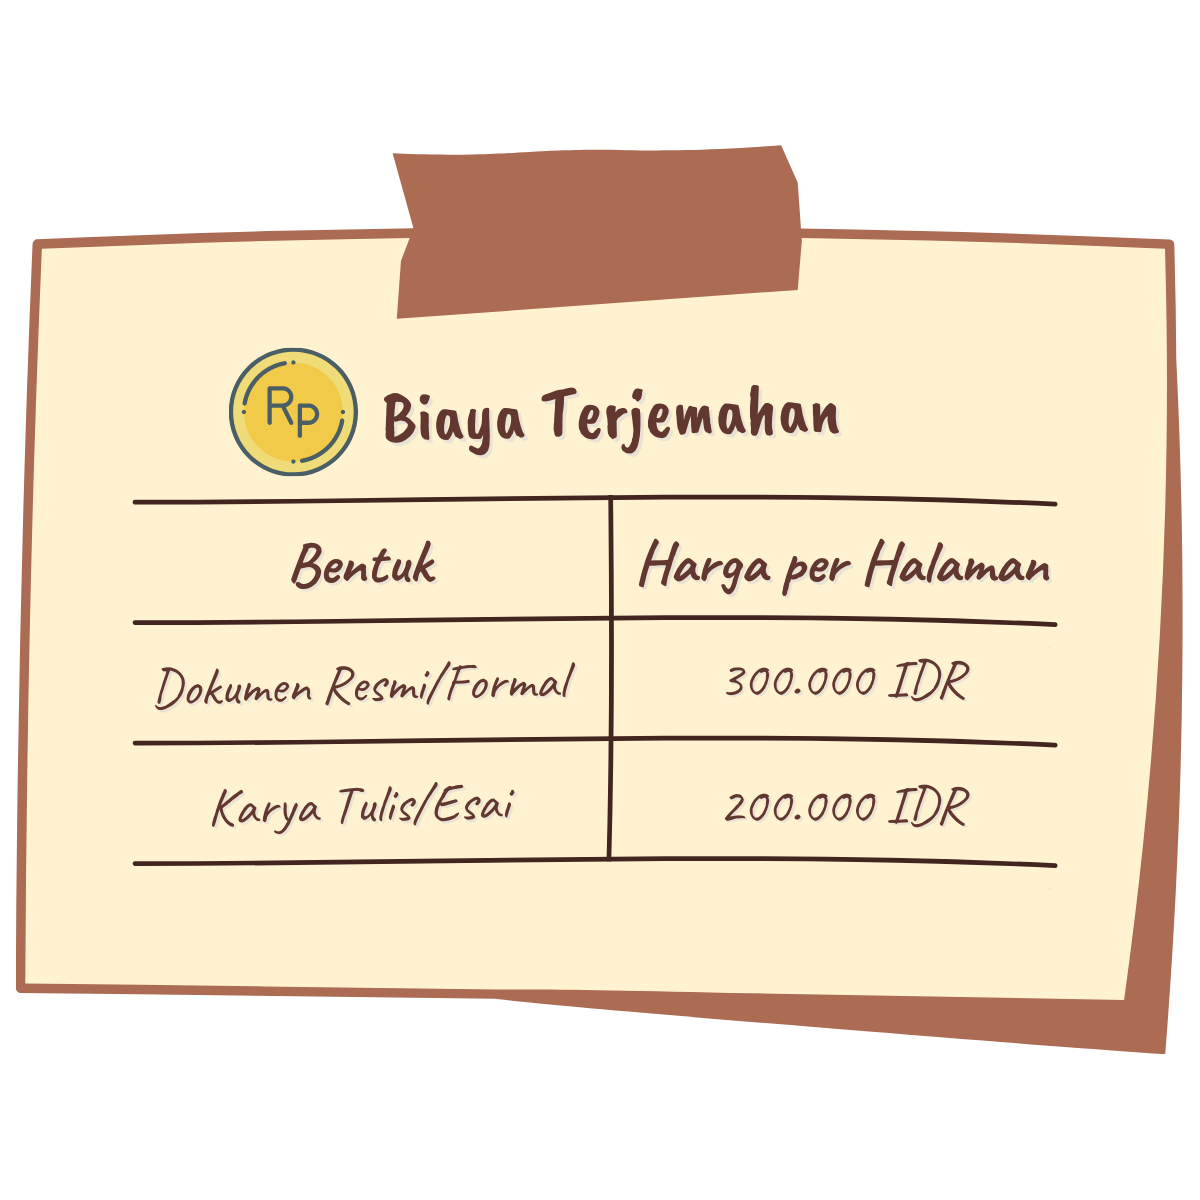 Rp
Biaya Terjemahan
Bentuk
Harga per Halaman
Dokumen Resmi/Formal
300.000 IDR
Karya Tulis/Esai
200.000 IDR